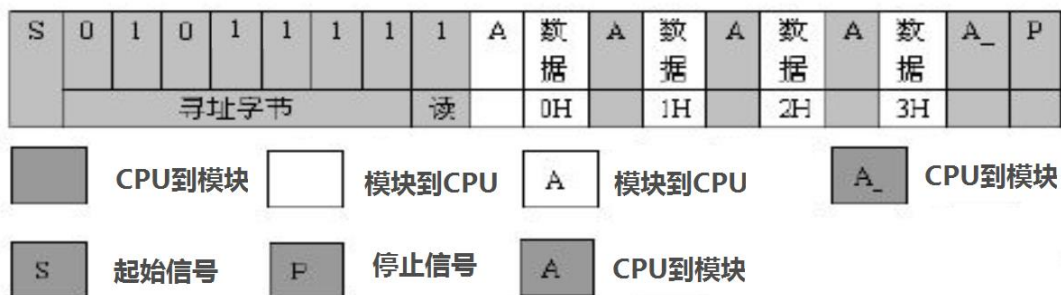 S 0 1 0 1 1 1 1 1 A 数据 A 数据 A 数据 A 数据 A_ P
寻址字节 读 0H 1H 2H 3H
CPU到模块 模块到CPU A 模块到CPU A_ CPU到模块
S 起始信号 P 停止信号 A CPU到模块